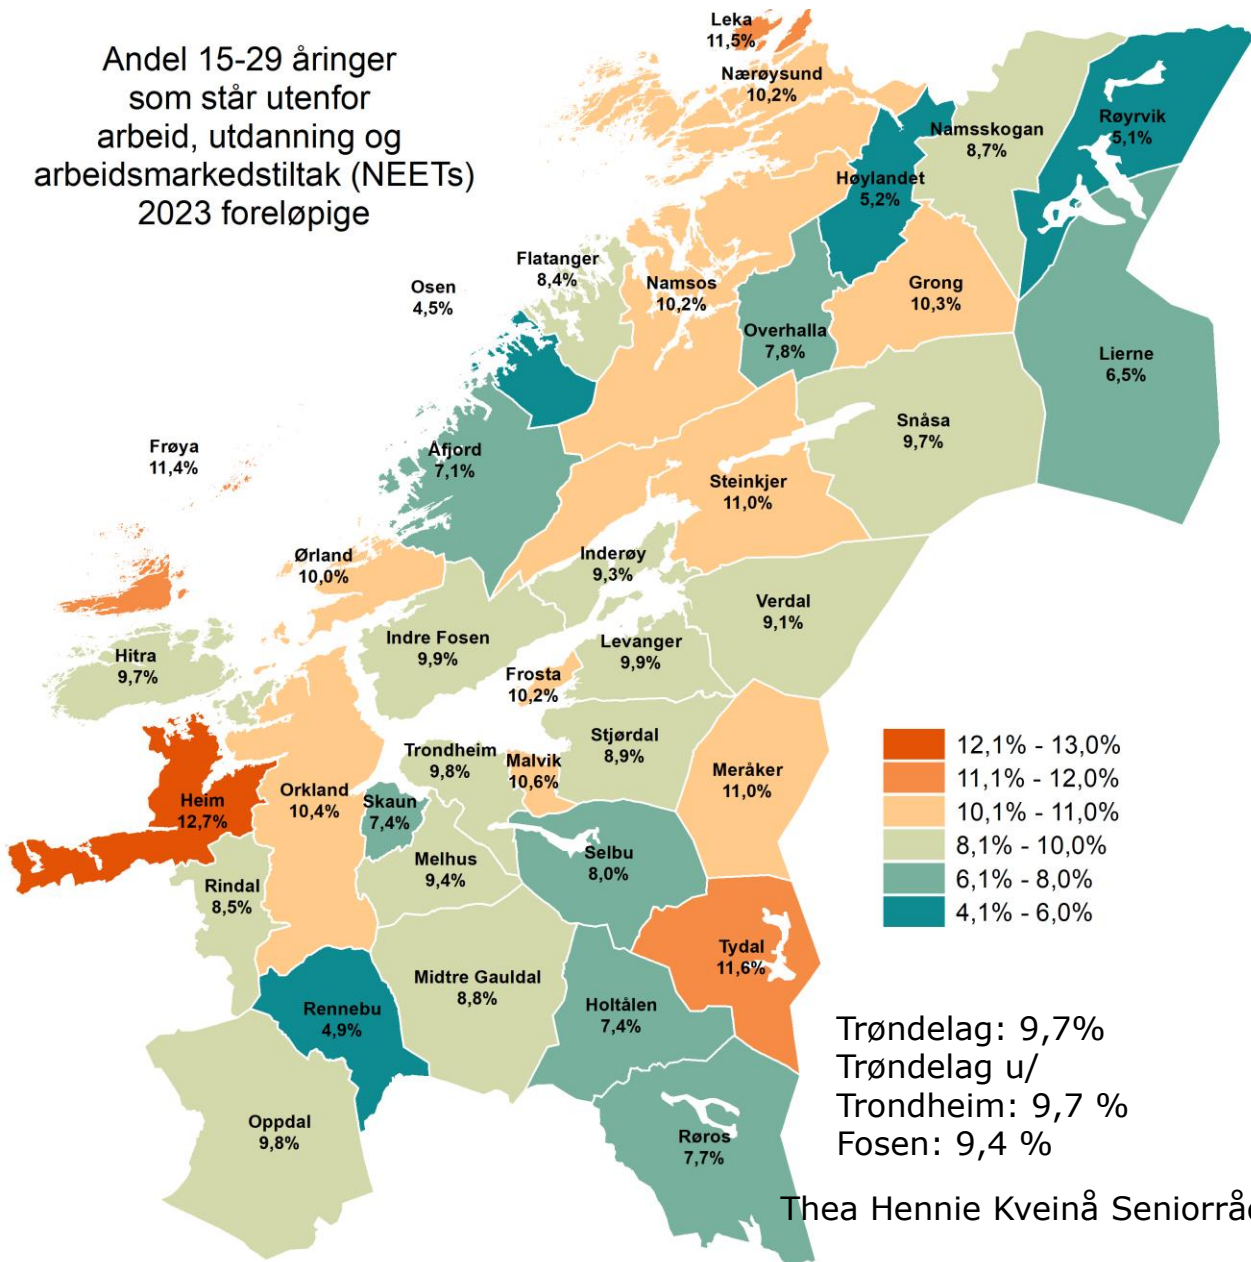 Andel 15-29 åringer
som står utenfor
arbeid, utdanning og
arbeidsmarkedstiltak (NEETs)
2023 foreløpige
Leka
11,5%
Nærøysund
10,2%
Namsskogan
8,7%
Røyrvik
5,1%
Høylandet
5,2%
Flatanger
8,4%
Osen
4,5%
Namsos
10,2%
Grong
10,3%
Overhalla
7,8%
Lierne
6,5%
Snåsa
9,7%
Frøya
11,4%
Åfjord
7,1%
Steinkjer
11,0%
Ørland
10,0%
Inderøy
9,3%
Verdal
9,1%
Hitra
9,7%
Indre Fosen
9,9%
Levanger
9,9%
Frosta
10,2%
Stjørdal
8,9%
Trondheim
9,8%
Malvik
10,6%
Meråker
11,0%
Heim
12,7%
Orkland
10,4%
Skaun
7,4%
Selbu
8,0%
Melhus
9,4%
Rindal
8,5%
Tydal
11,6%
Midtre Gauldal
8,8%
Holtålen
7,4%
Rennebu
4,9%
Oppdal
9,8%
Røros
7,7%
12,1% - 13,0%
11,1% - 12,0%
10,1% - 11,0%
8,1% - 10,0%
6,1% - 8,0%
4,1% - 6,0%
Trøndelag: 9,7%
Trøndelag u/
Trondheim: 9,7 %
Fosen: 9,4 %
Thea Hennie Kveinå Seniorråd